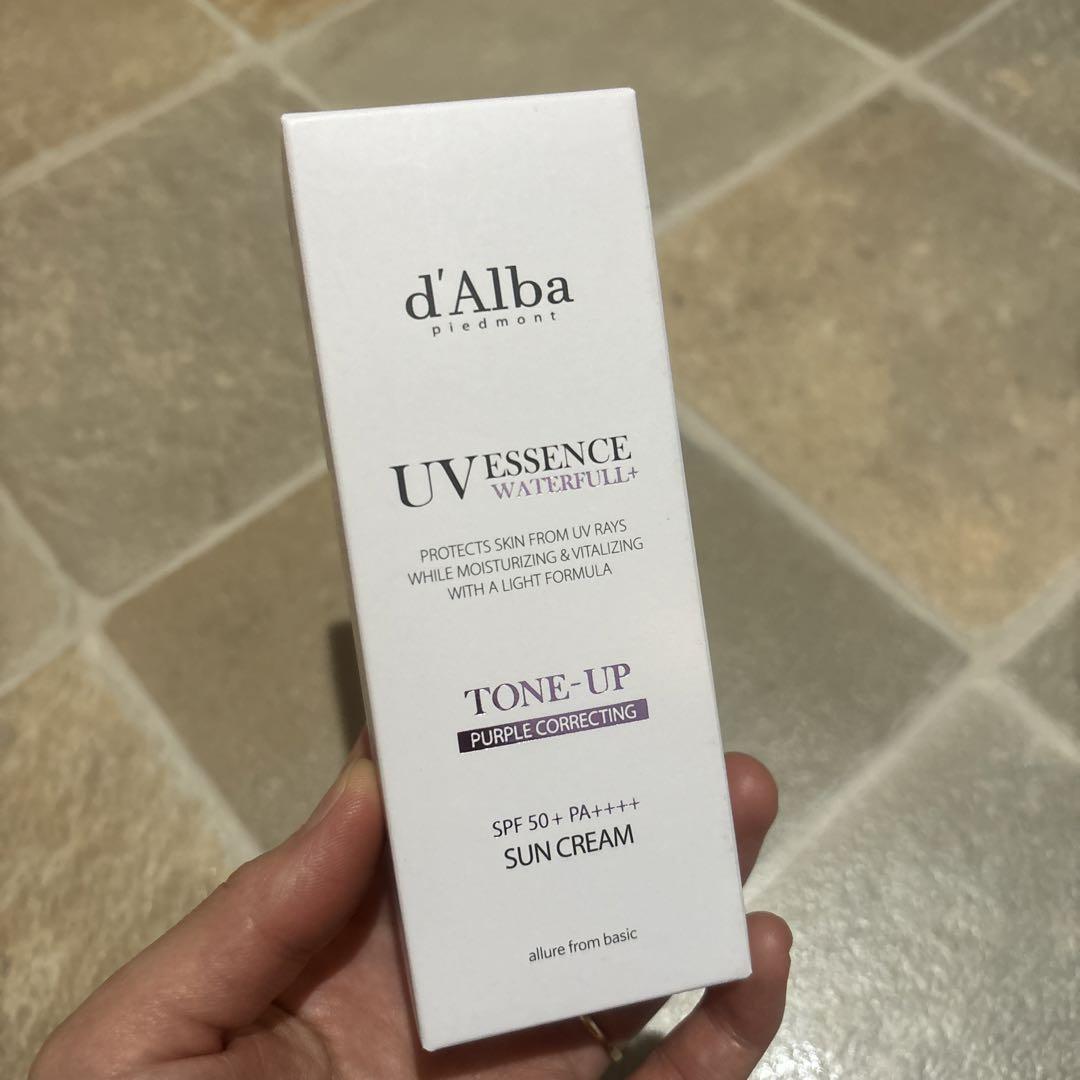 d'Alba
piedmont
UV ESSENCE
WATERFULL+
PROTECTS SKIN FROM UV RAYS
WHILE MOISTURIZING & VITALIZING
WITH A LIGHT FORMULA
TONE-UP
PURPLE CORRECTING
SPF 50+ PA++++
SUN CREAM
allure from basic